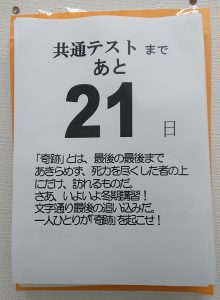 共通テスト まで
あと
21
日
「奇跡」とは、最後の最後まで
あきらめず、死力を尽くした者の上
にだけ、訪れるものだ。
さあ、いよいよ冬期講習！
文字通り最後の追い込みだ。
一人ひとりが「奇跡」を起こせ！